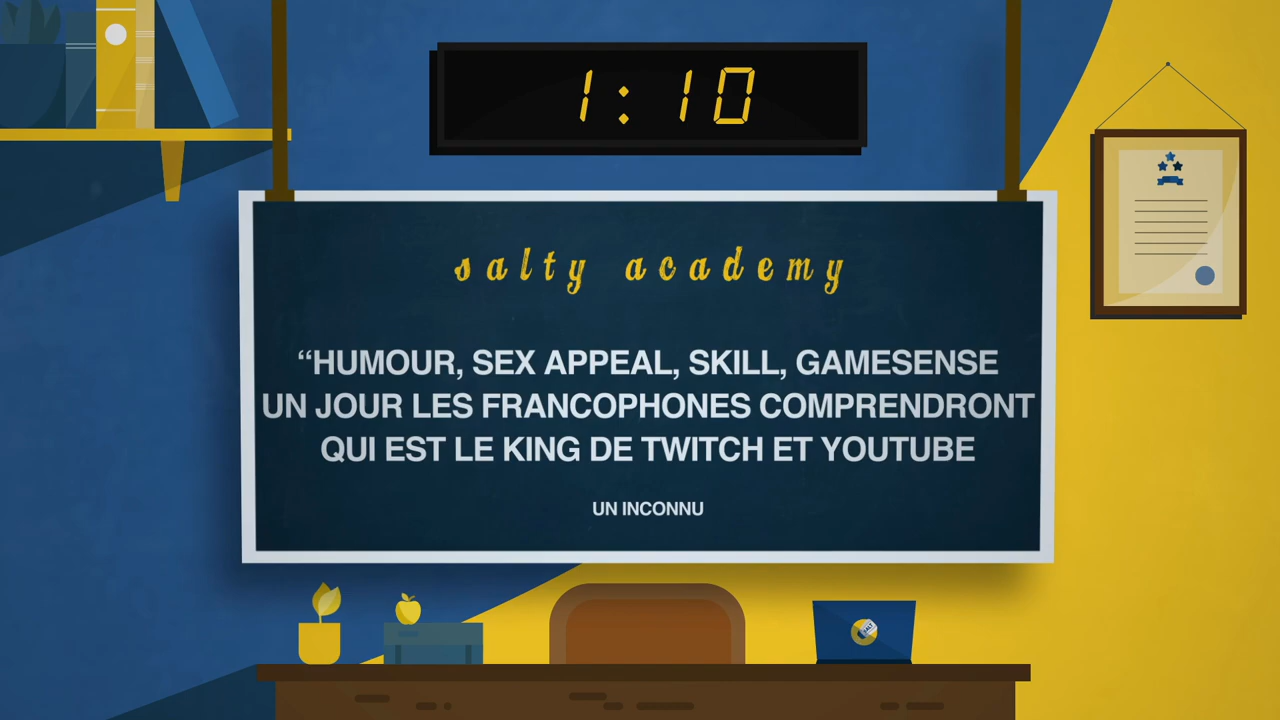 1:10
salty academy
“HUMOUR, SEX APPEAL, SKILL, GAMESENSE
UN JOUR LES FRANCOPHONES COMPRENDRONT
QUI EST LE KING DE TWITCH ET YOUTUBE
UN INCONNU
SALT